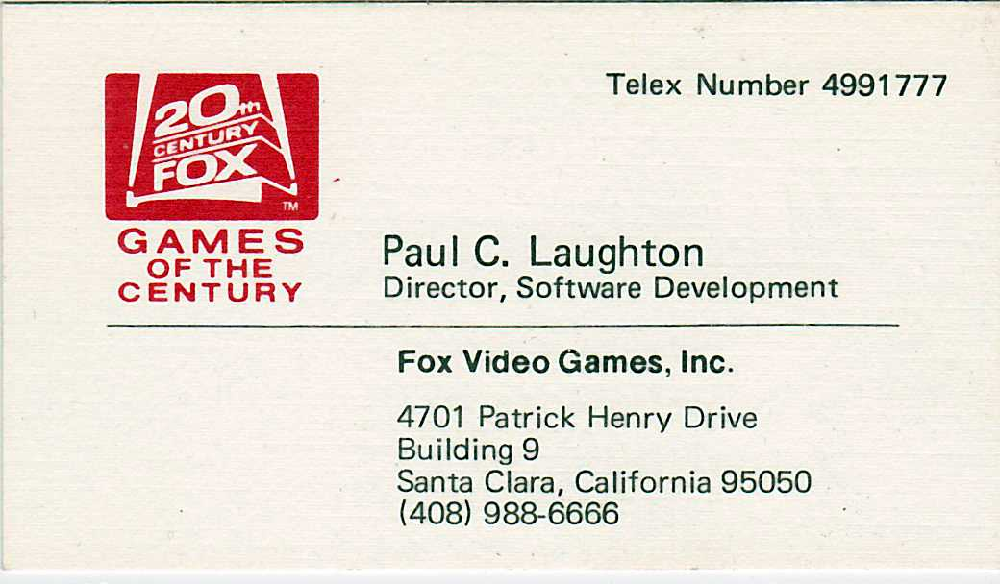 Telex Number 4991777
20th
CENTURY
FOX
TM
GAMES
OF THE
CENTURY
Paul C. Laughton
Director, Software Development
Fox Video Games, Inc.
4701 Patrick Henry Drive
Building 9
Santa Clara, California 95050
(408) 988-6666